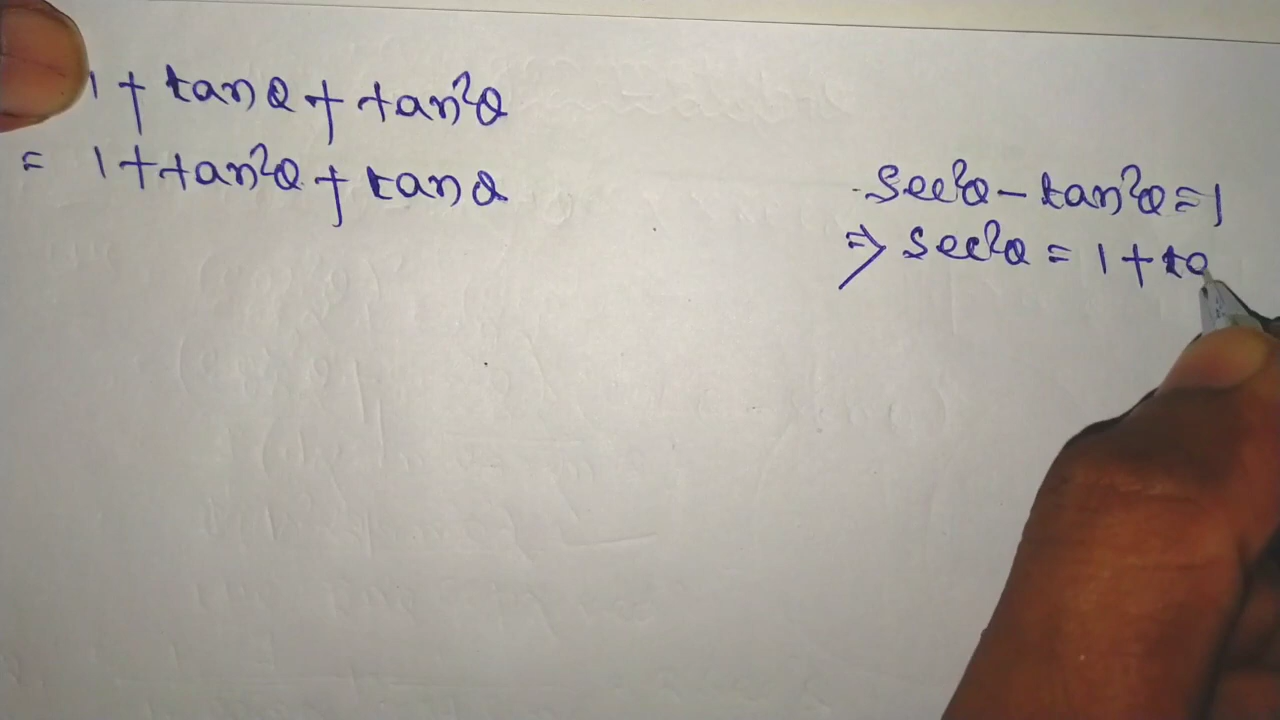 1 + tanθ + tan²θ
= 1 + tan²θ + tanθ
sec²θ - tan²θ = 1
⇒ sec²θ = 1 + ta